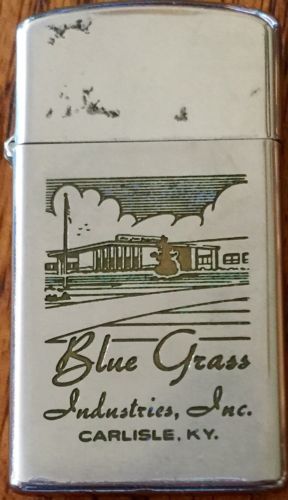 Blue Grass
Industries, Inc.
CARLISLE, KY.